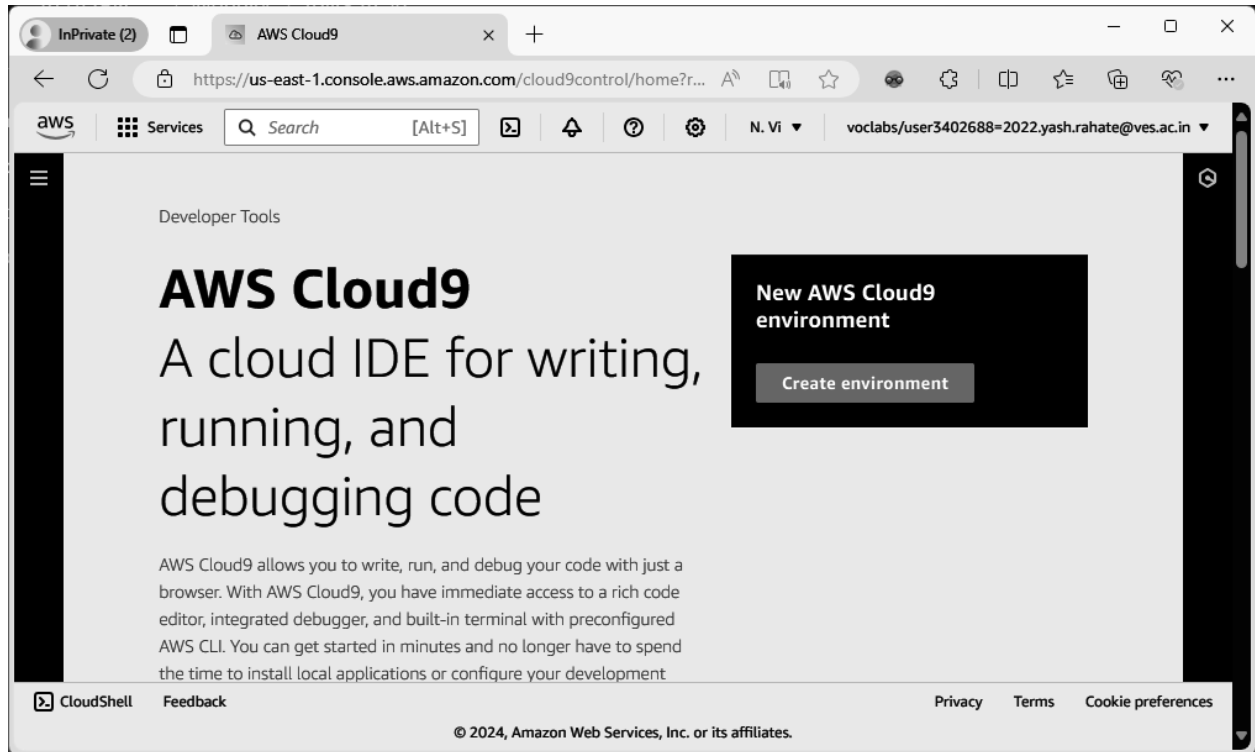 InPrivate (2)
AWS Cloud9
https://us-east-1.console.aws.amazon.com/cloud9control/home?r...
aws
Services
Search
[Alt+S]
N. Vi
voclabs/user3402688=2022.yash.rahate@ves.ac.in
Developer Tools
AWS Cloud9
A cloud IDE for writing,
running, and
debugging code
New AWS Cloud9
environment
Create environment
AWS Cloud9 allows you to write, run, and debug your code with just a
browser. With AWS Cloud9, you have immediate access to a rich code
editor, integrated debugger, and built-in terminal with preconfigured
AWS CLI. You can get started in minutes and no longer have to spend
the time to install local applications or configure your development
CloudShell
Feedback
Privacy
Terms
Cookie preferences
© 2024, Amazon Web Services, Inc. or its affiliates.